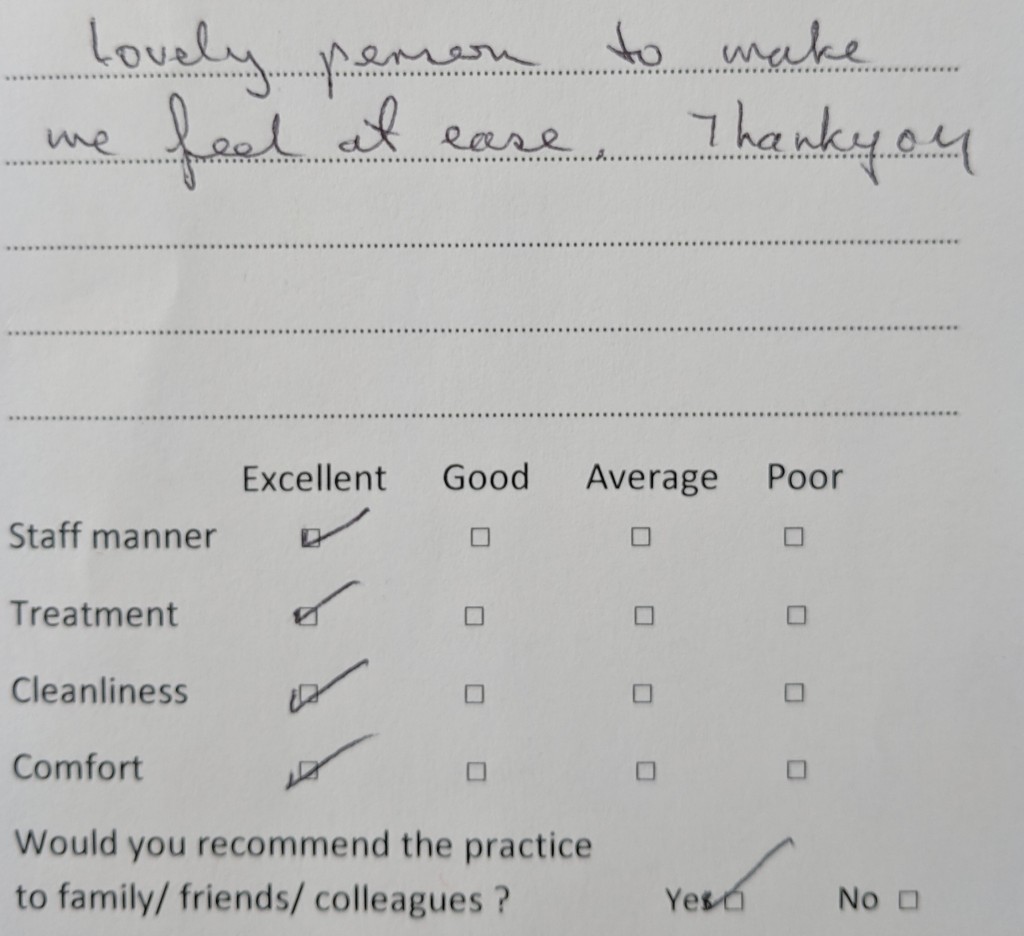 Lovely person to make
me feel at ease. Thankyou
Excellent Good Average Poor
Staff manner
Treatment
Cleanliness
Comfort
Would you recommend the practice
to family/ friends/ colleagues ? Yes No